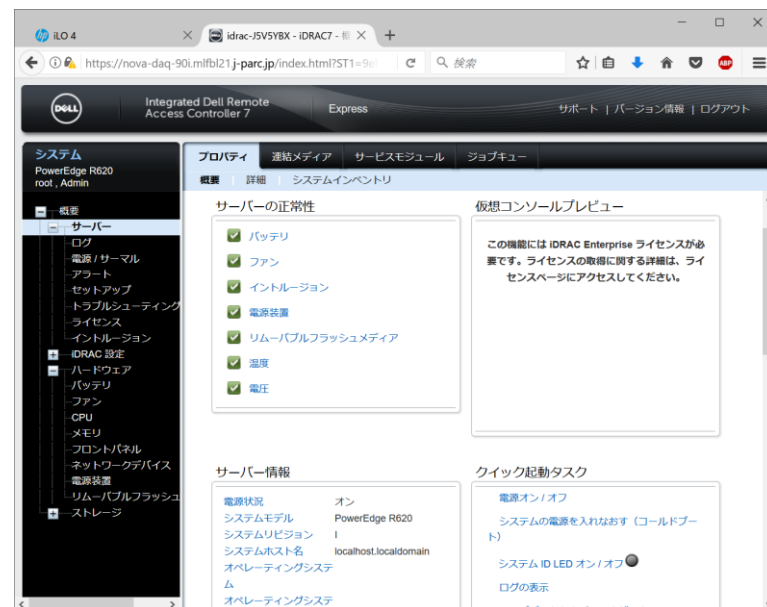 iLO 4
idrac-J5V5YBX - iDRAC7 - 概
https://nova-daq-90i.mlfbl21.j-parc.jp/index.html?ST1=9e
検索
ABP
DELL
Integrated Dell Remote
Access Controller 7
Express
サポート | バージョン情報 | ログアウト
システム
PowerEdge R620
root , Admin
プロパティ 連結メディア サービスモジュール ジョブキュー
概要 詳細 システムインベントリ
概要
サーバー
ログ
電源 / サーマル
アラート
セットアップ
トラブルシューティング
ライセンス
イントルージョン
iDRAC 設定
ハードウェア
バッテリ
ファン
CPU
メモリ
フロントパネル
ネットワークデバイス
電源装置
リムーバブルフラッシュ
ストレージ
サーバーの正常性
バッテリ
ファン
イントルージョン
電源装置
リムーバブルフラッシュメディア
温度
電圧
仮想コンソールプレビュー
この機能には iDRAC Enterprise ライセンスが必
要です。ライセンスの取得に関する詳細は、ライ
センスページにアクセスしてください。
サーバー情報
電源状況 オン
システムモデル PowerEdge R620
システムリビジョン I
システムホスト名 localhost.localdomain
オペレーティングシステ
ム
オペレーティングシステ
クイック起動タスク
電源オン / オフ
システムの電源を入れなおす（コールドブー
ト）
システム ID LED オン / オフ
ログの表示